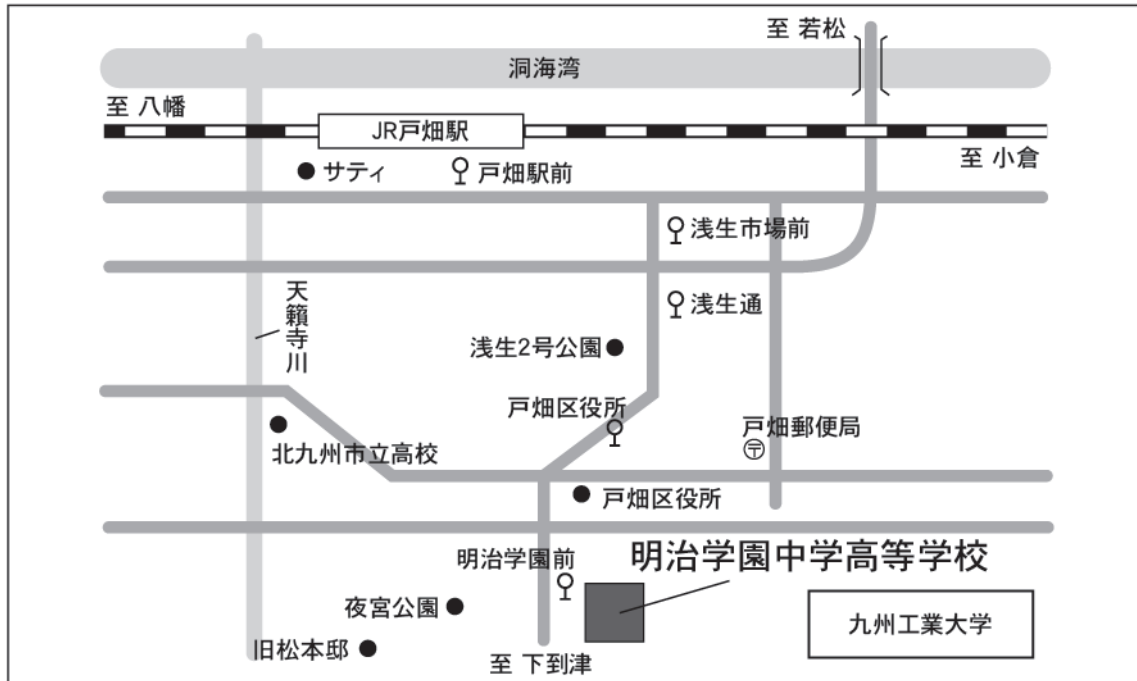 至 若松
洞海湾
至 八幡
JR戸畑駅
至 小倉
サティ
戸畑駅前
浅生市場前
天籟寺川
浅生通
浅生2号公園
戸畑区役所
戸畑郵便局
〒
北九州市立高校
戸畑区役所
明治学園前
明治学園中学高等学校
夜宮公園
九州工業大学
旧松本邸
至 下到津